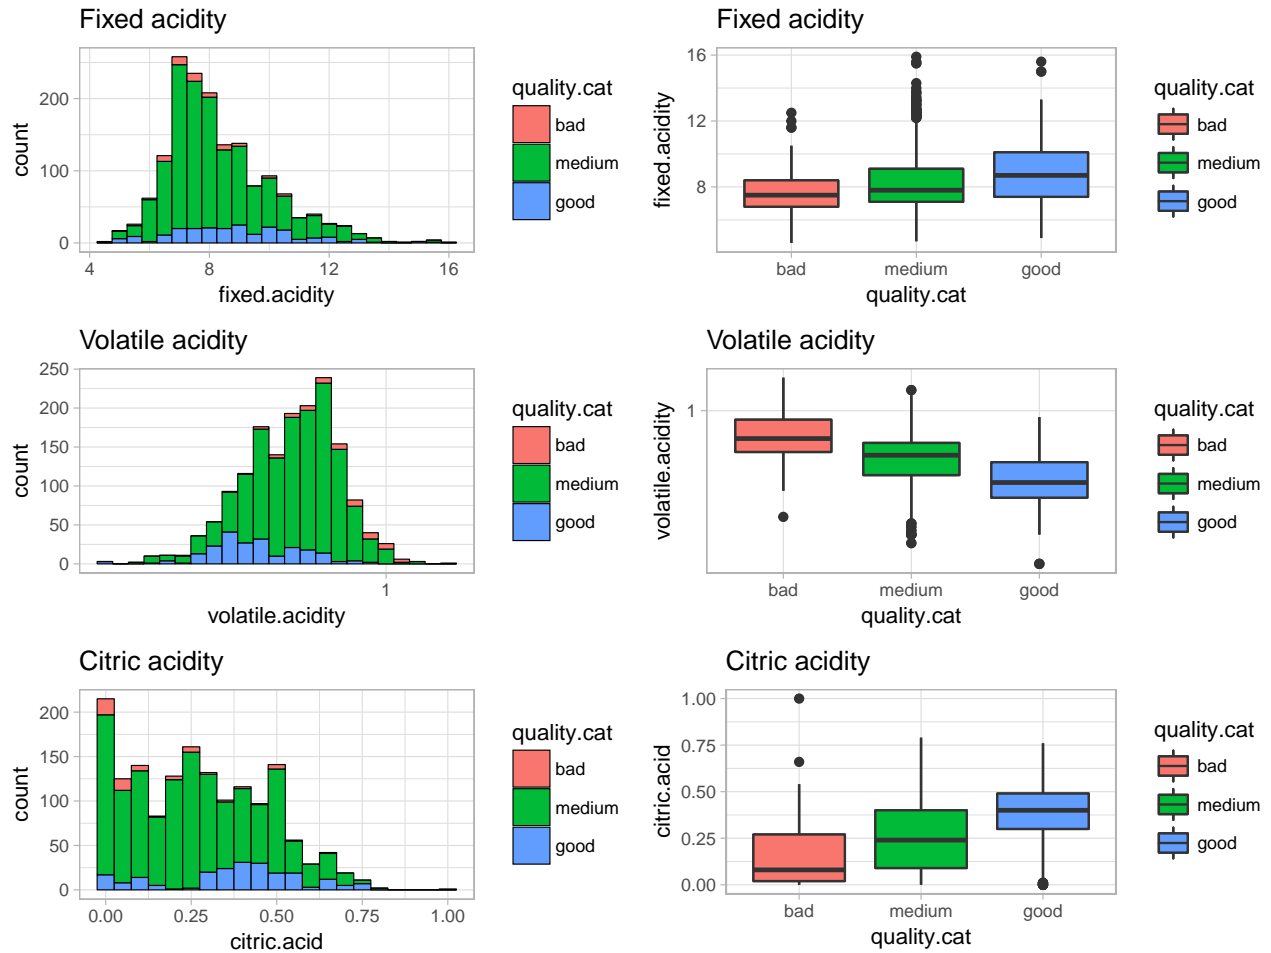 Fixed acidity
count
200
100
0
4 8 12 16
fixed.acidity
quality.cat
bad
medium
good
Fixed acidity
fixed.acidity
16
12
8
bad medium good
quality.cat
quality.cat
bad
medium
good
Volatile acidity
count
250
200
150
100
50
0
1
volatile.acidity
quality.cat
bad
medium
good
Volatile acidity
volatile.acidity
1
bad medium good
quality.cat
quality.cat
bad
medium
good
Citric acidity
count
200
150
100
50
0
0.00 0.25 0.50 0.75 1.00
citric.acid
quality.cat
bad
medium
good
Citric acidity
citric.acid
1.00
0.75
0.50
0.25
0.00
bad medium good
quality.cat
quality.cat
bad
medium
good